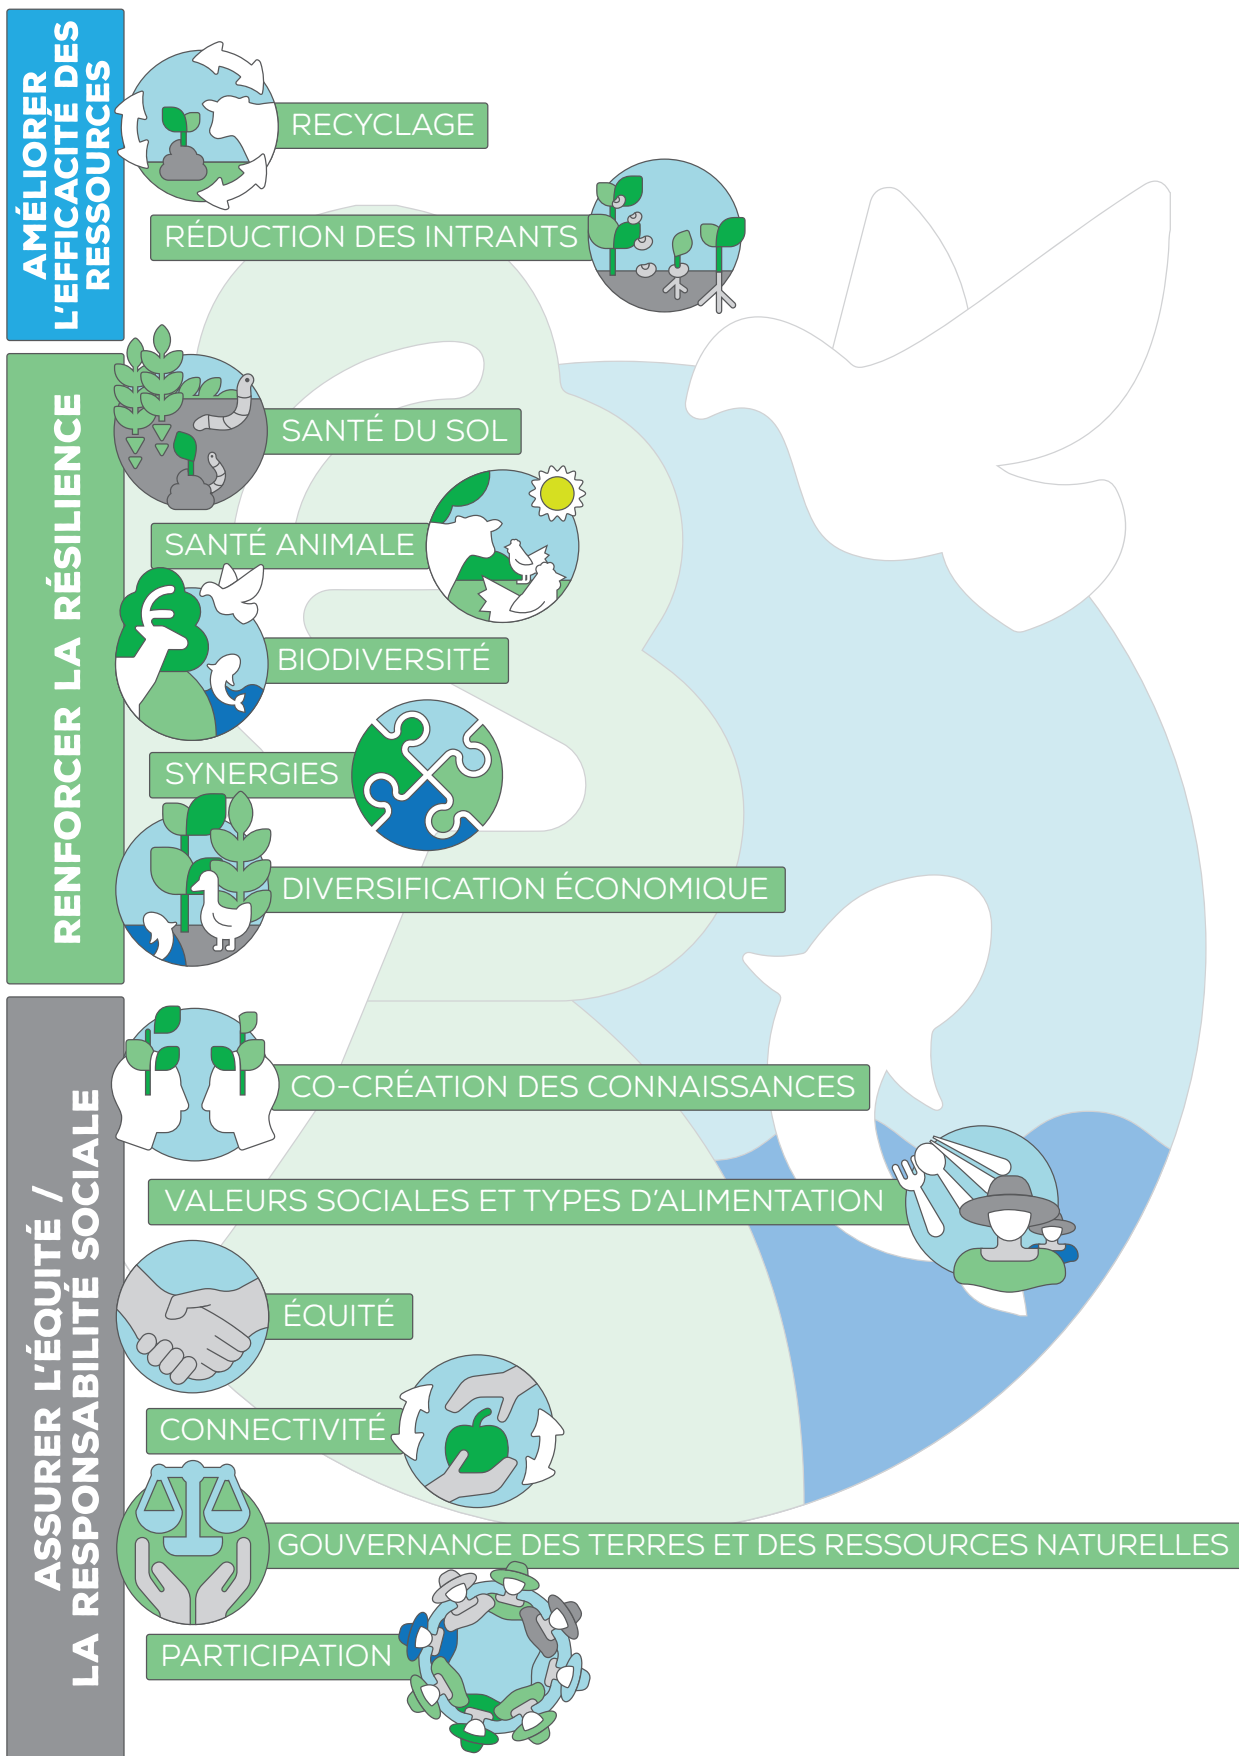 AMÉLIORER
L'EFFICACITÉ DES
RESSOURCES
RECYCLAGE
RÉDUCTION DES INTRANTS
RENFORCER LA RÉSILIENCE
SANTÉ DU SOL
SANTÉ ANIMALE
BIODIVERSITÉ
SYNERGIES
DIVERSIFICATION ÉCONOMIQUE
ASSURER L'ÉQUITÉ /
LA RESPONSABILITÉ SOCIALE
CO-CRÉATION DES CONNAISSANCES
VALEURS SOCIALES ET TYPES D'ALIMENTATION
ÉQUITÉ
CONNECTIVITÉ
GOUVERNANCE DES TERRES ET DES RESSOURCES NATURELLES
PARTICIPATION